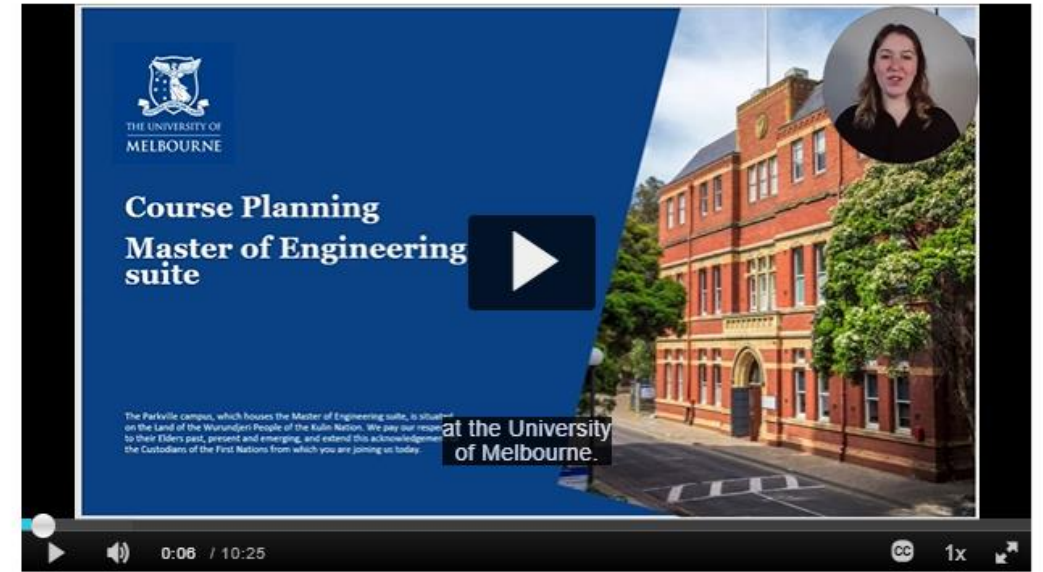 THE UNIVERSITY OF
MELBOURNE
Course Planning
Master of Engineering
suite
The Parkville campus, which houses the Master of Engineering suite, is situated
on the Land of the Wurundjeri People of the Kulin Nation. We pay our
to their Elders past, present and emerging, and extend this
the Custodians of the First Nations from which you are joining us today.
at the University
of Melbourne.
0:06 / 10:25
CC
1x